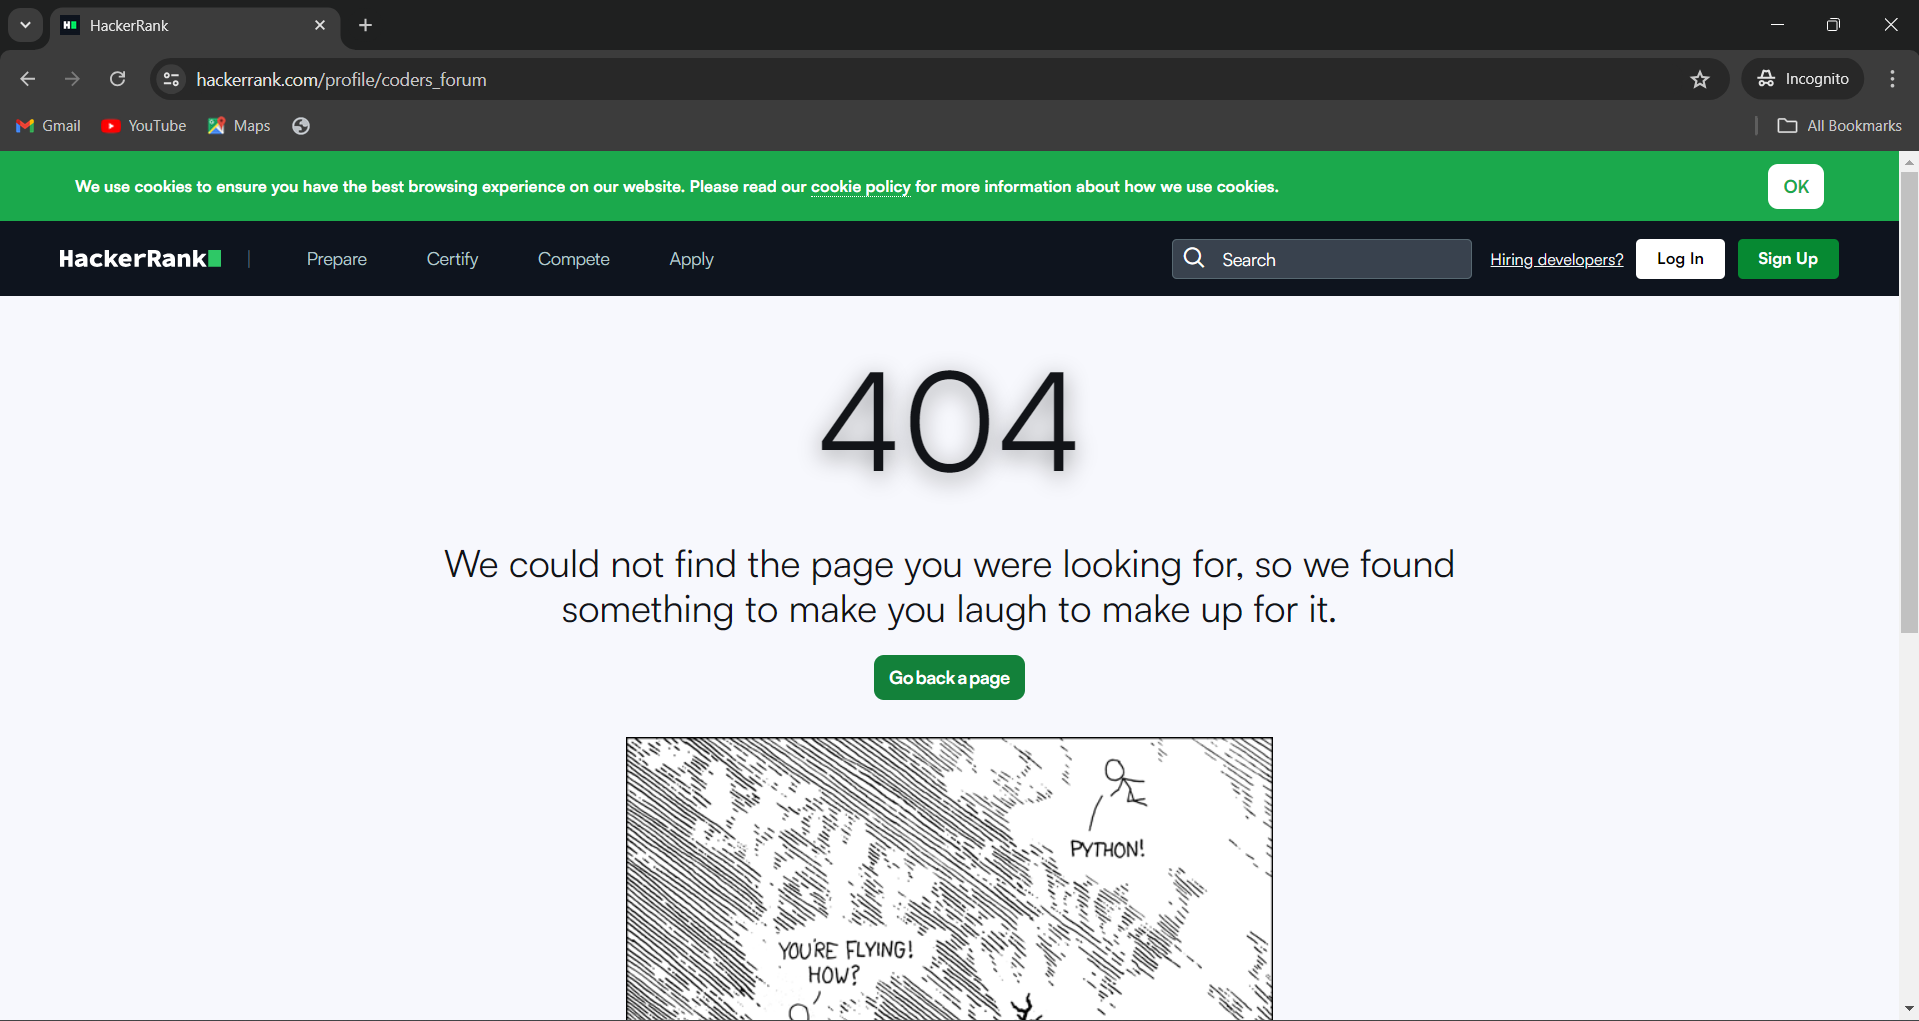 HackerRank
hackerrank.com/profile/coders_forum
Incognito
Gmail
YouTube
Maps
All Bookmarks
We use cookies to ensure you have the best browsing experience on our website. Please read our cookie policy for more information about how we use cookies.
OK
HackerRank
Prepare
Certify
Compete
Apply
Search
Hiring developers?
Log In
Sign Up
404
We could not find the page you were looking for, so we found
something to make you laugh to make up for it.
Go back a page
PYTHON!
YOU'RE FLYING!
HOW?